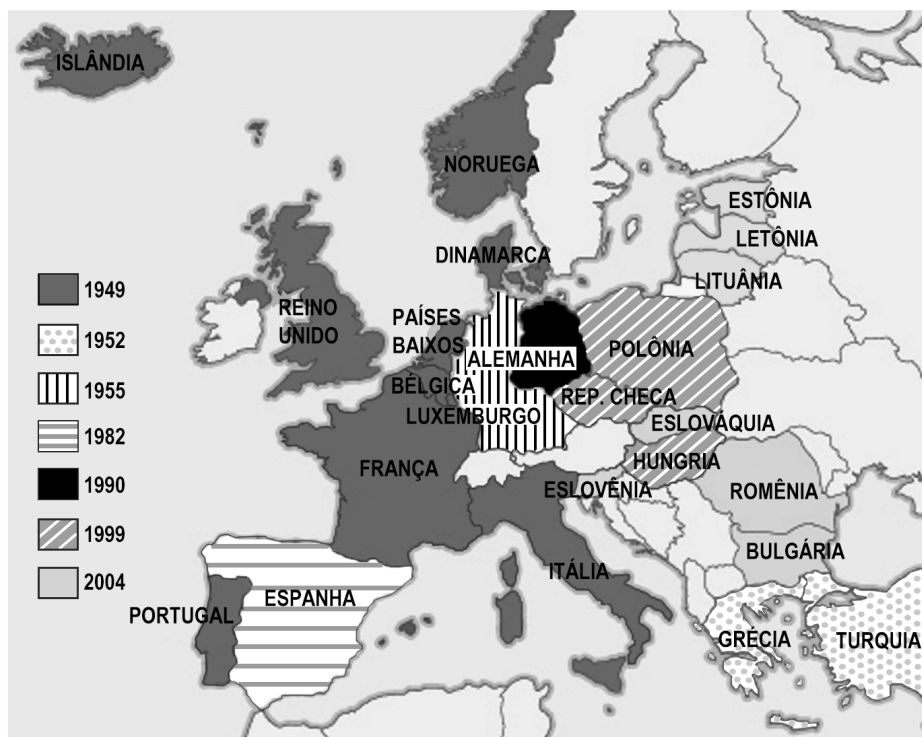 ISLÂNDIA
NORUEGA
ESTÔNIA
LETÔNIA
DINAMARCA
LITUÂNIA
1949
1952
1955
1982
1990
1999
2004
REINO
UNIDO
PAÍSES
BAIXOS
ALEMANHA
POLÔNIA
BÉLGICA
REP. CHECA
LUXEMBURGO
ESLOVÁQUIA
HUNGRIA
FRANÇA
ESLOVÊNIA
ROMÊNIA
BULGÁRIA
ITÁLIA
ESPANHA
PORTUGAL
GRÉCIA
TURQUIA